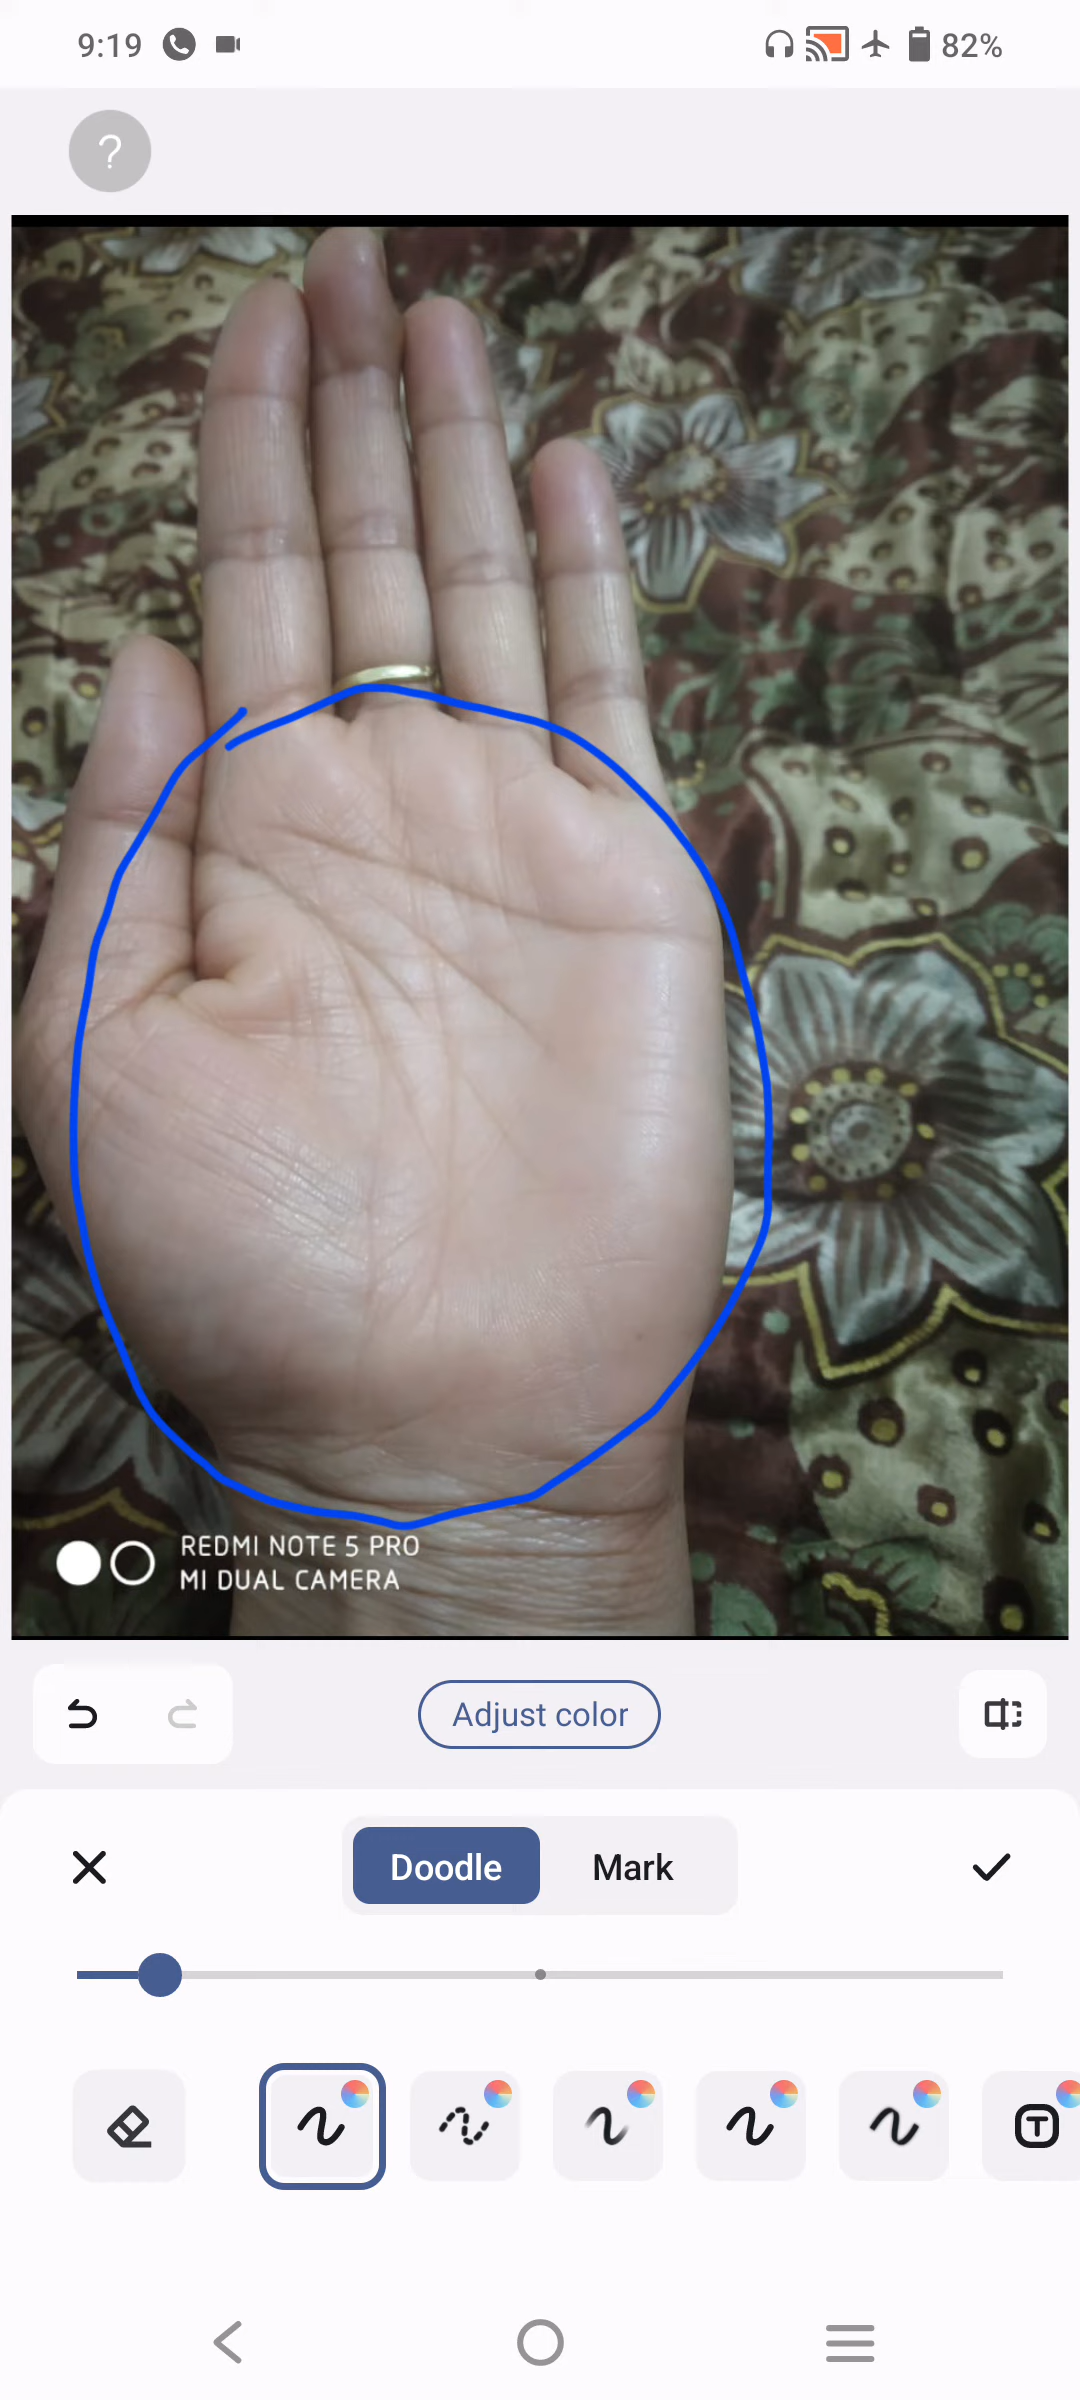 9:19
82%
?
REDMI NOTE 5 PRO
MI DUAL CAMERA
Adjust color
Doodle
Mark
T